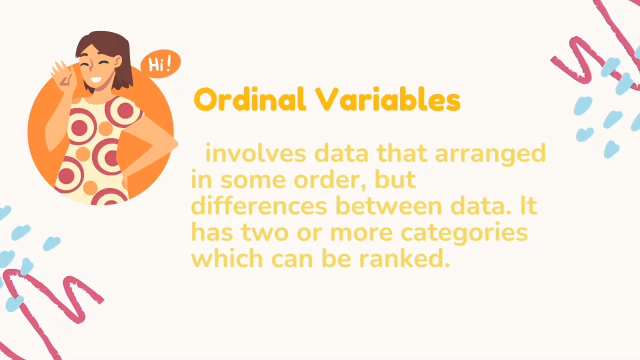 Hi!
Ordinal Variables
involves data that arranged
in some order, but
differences between data. It
has two or more categories
which can be ranked.